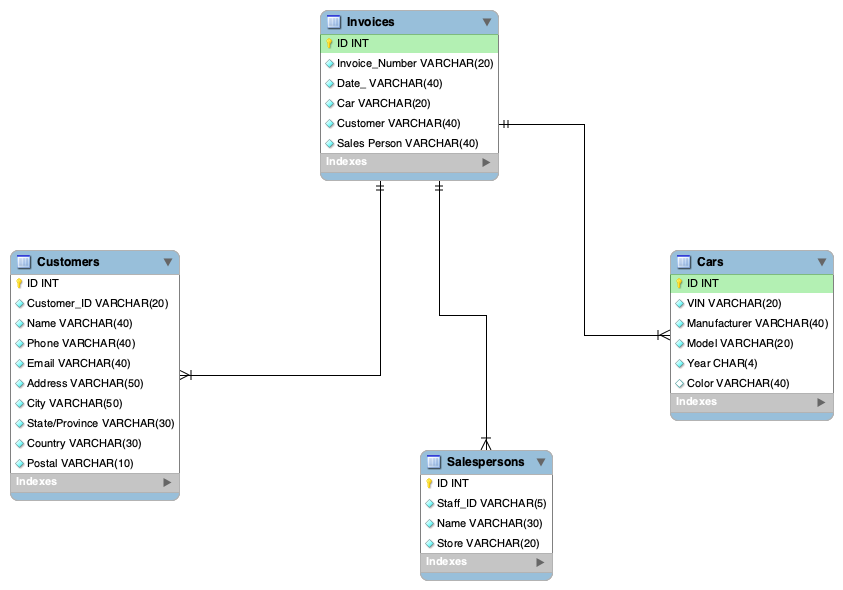 Invoices
ID INT
Invoice_Number VARCHAR(20)
Date_ VARCHAR(40)
Car VARCHAR(20)
Customer VARCHAR(40)
Sales Person VARCHAR(40)
Indexes
Customers
ID INT
Customer_ID VARCHAR(20)
Name VARCHAR(40)
Phone VARCHAR(40)
Email VARCHAR(40)
Address VARCHAR(50)
City VARCHAR(50)
State/Province VARCHAR(30)
Country VARCHAR(30)
Postal VARCHAR(10)
Indexes
Cars
ID INT
VIN VARCHAR(20)
Manufacturer VARCHAR(40)
Model VARCHAR(20)
Year CHAR(4)
Color VARCHAR(40)
Indexes
Salespersons
ID INT
Staff_ID VARCHAR(5)
Name VARCHAR(30)
Store VARCHAR(20)
Indexes